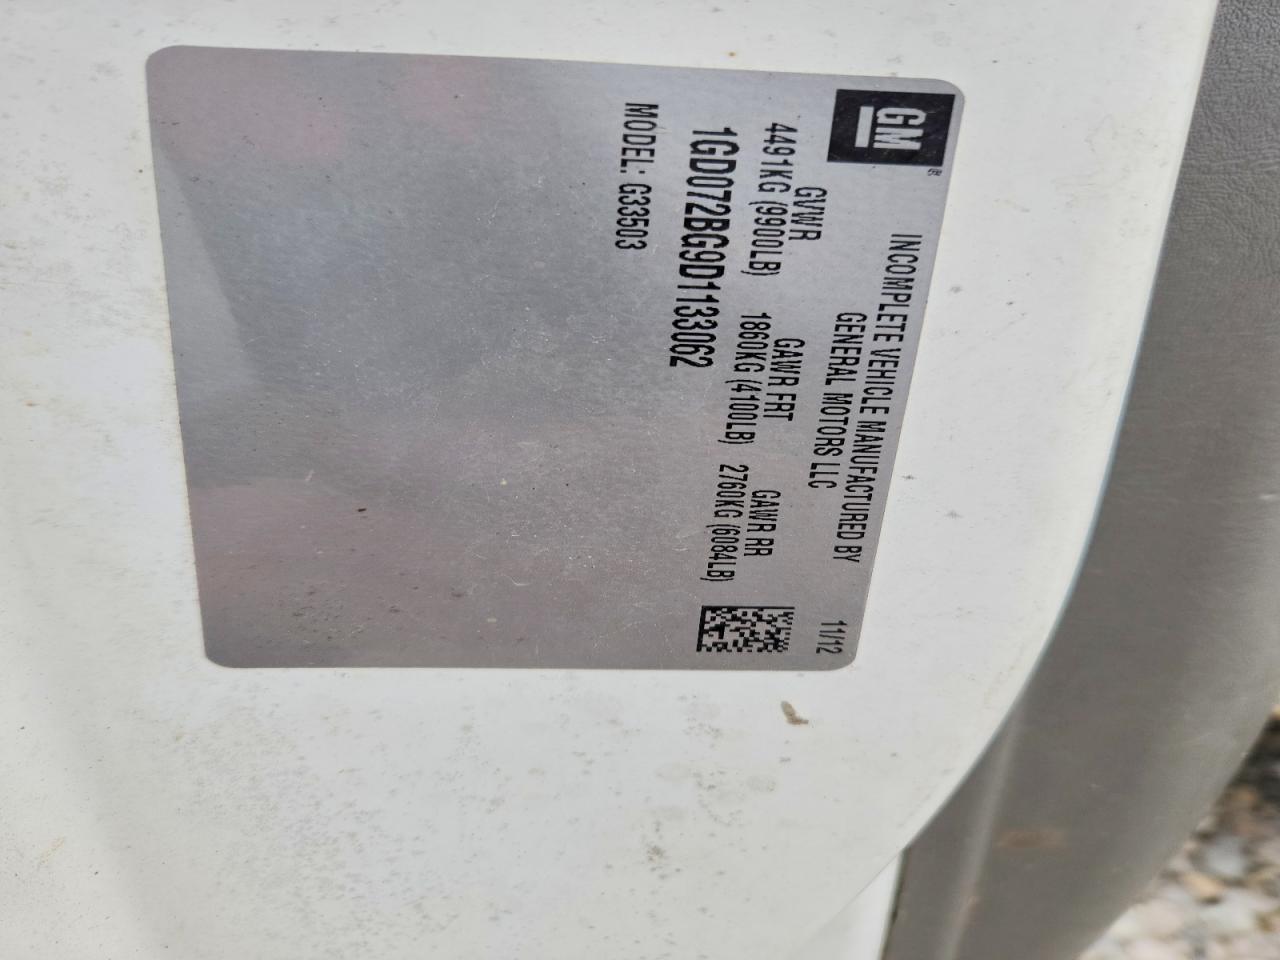 GM®
INCOMPLETE VEHICLE MANUFACTURED BY
GENERAL MOTORS LLC
11/12
GVWR GAWR FRT GAWR RR
4491KG (9900LB) 1860KG (4100LB) 2760KG (6084LB)
1GD072BG9D1133062
MODEL: G33503